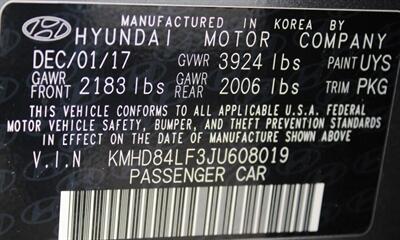 MANUFACTURED IN KOREA BY
HYUNDAI MOTOR COMPANY
DEC/01/17 GVWR 3924 lbs PAINT UYS
GAWR FRONT 2183 lbs GAWR REAR 2006 lbs TRIM PKG
THIS VEHICLE CONFORMS TO ALL APPLICABLE U.S.A. FEDERAL
MOTOR VEHICLE SAFETY, BUMPER, AND THEFT PREVENTION STANDARDS
IN EFFECT ON THE DATE OF MANUFACTURE SHOWN ABOVE.
V.I.N KMHD84LF3JU608019
PASSENGER CAR